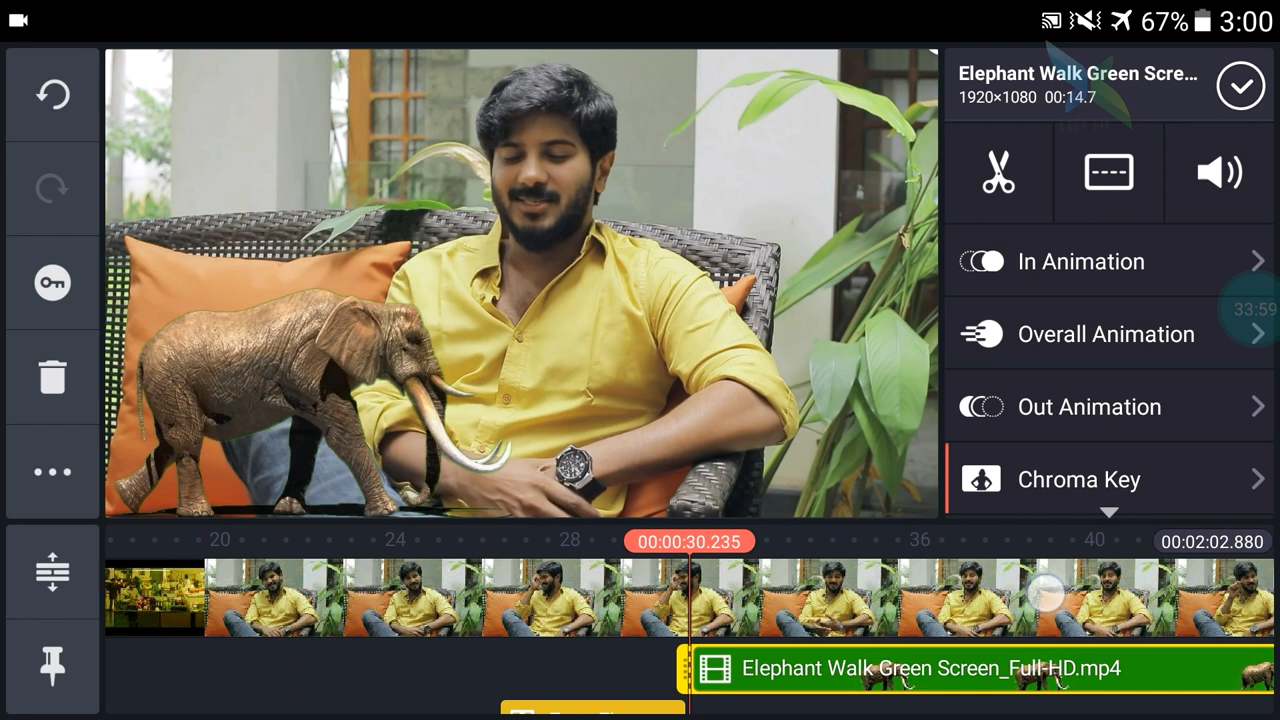 67% 3:00
Elephant Walk Green Scre...
1920×1080 00:14.7
In Animation
33:59
Overall Animation
Out Animation
Chroma Key
20 24 28 00:00:30.235 36 40 00:02:02.880
Elephant Walk Green Screen_Full-HD.mp4